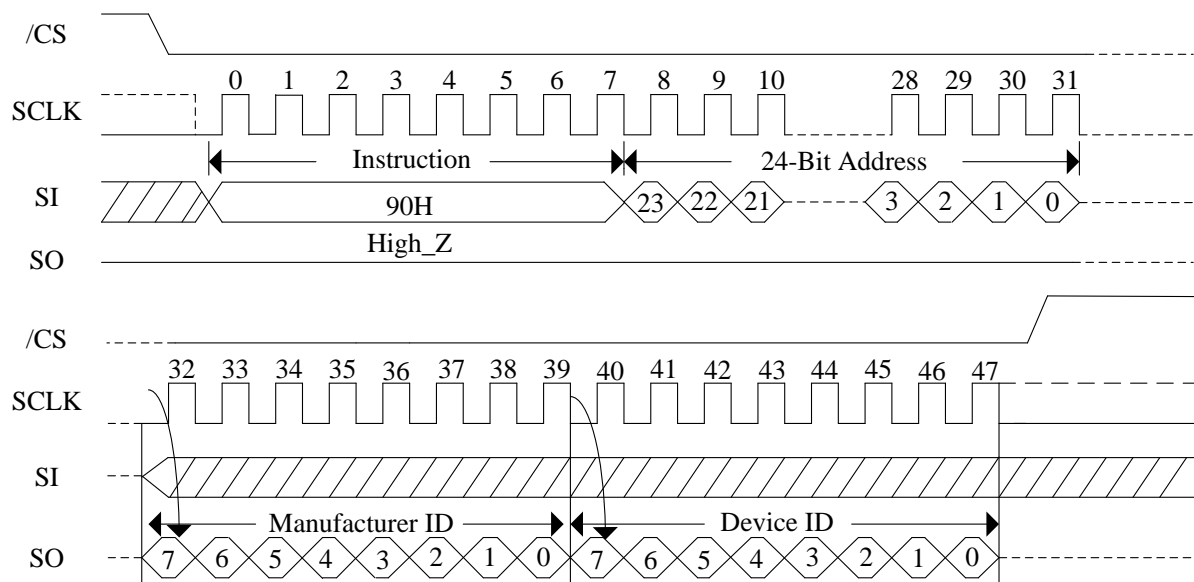 /CS
0 1 2 3 4 5 6 7 8 9 10 28 29 30 31
SCLK
Instruction 24-Bit Address
SI 90H 23 22 21 3 2 1 0
High_Z
SO
/CS
32 33 34 35 36 37 38 39 40 41 42 43 44 45 46 47
SCLK
SI
Manufacturer ID Device ID
SO 7 6 5 4 3 2 1 0 7 6 5 4 3 2 1 0